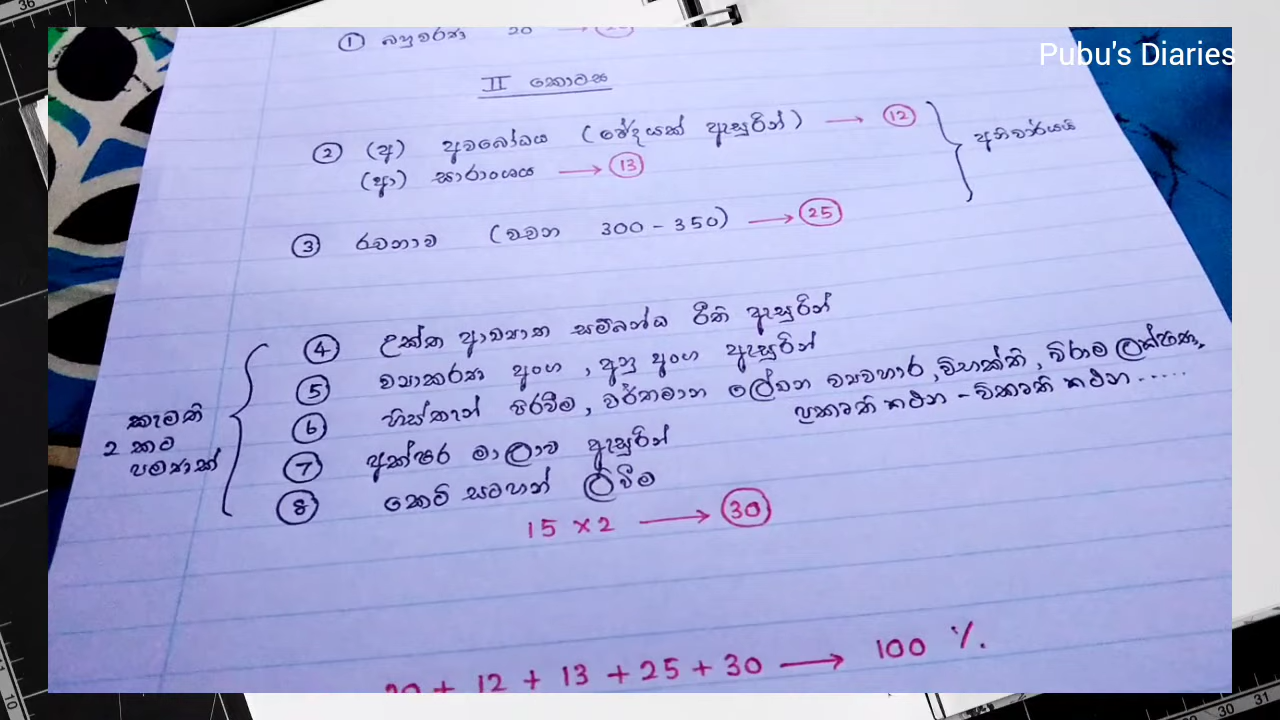 Pubu's Diaries
① බහුවරණ 20 → 20
II කොටස
② (අ) අවබෝධය (ඡේදයක් ඇසුරින්) → 12
(ආ) සාරාංශය → 13
අනිවාර්යයි
③ රචනාව (වචන 300 - 350) → 25
④ උක්ත ආඛ්‍යාත සම්බන්ධ රීති ඇසුරින්
⑤ ව්‍යාකරණ අංග , අනු අංග ඇසුරින්
⑥ හිස්තැන් පිරවීම , වර්තමාන ලේඛන ව්‍යවහාර , විභක්ති , විරාම ලක්ෂණ,
ප්‍රකෘති කථන - විකෘති කථන .....
⑦ අක්ෂර මාලාව ඇසුරින්
⑧ කෙටි සටහන් ලිවීම
කැමති
2 කට
පමණක්
15 × 2 → 30
20 + 12 + 13 + 25 + 30 → 100 %.